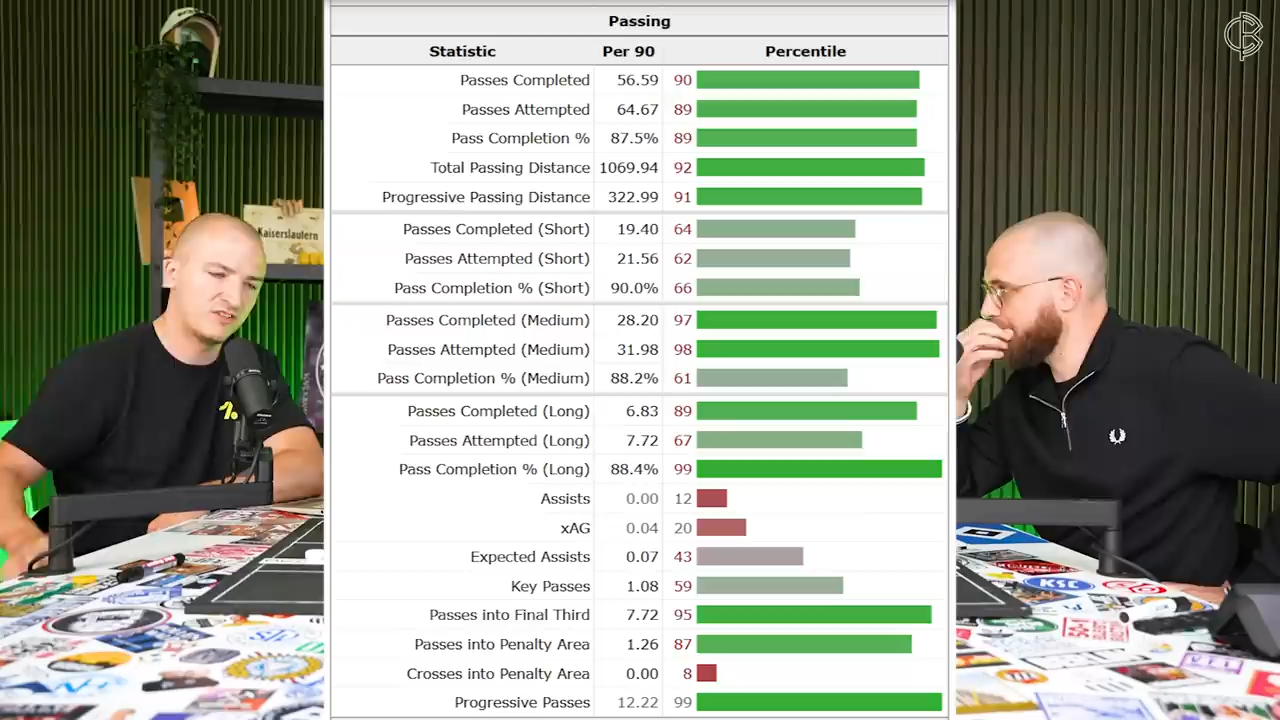 Passing
Statistic Per 90 Percentile
Passes Completed 56.59 90
Passes Attempted 64.67 89
Pass Completion % 87.5% 89
Total Passing Distance 1069.94 92
Progressive Passing Distance 322.99 91
Passes Completed (Short) 19.40 64
Passes Attempted (Short) 21.56 62
Pass Completion % (Short) 90.0% 66
Passes Completed (Medium) 28.20 97
Passes Attempted (Medium) 31.98 98
Pass Completion % (Medium) 88.2% 61
Passes Completed (Long) 6.83 89
Passes Attempted (Long) 7.72 67
Pass Completion % (Long) 88.4% 99
Assists 0.00 12
xAG 0.04 20
Expected Assists 0.07 43
Key Passes 1.08 59
Passes into Final Third 7.72 95
Passes into Penalty Area 1.26 87
Crosses into Penalty Area 0.00 8
Progressive Passes 12.22 99
Kaiserslautern
KSC